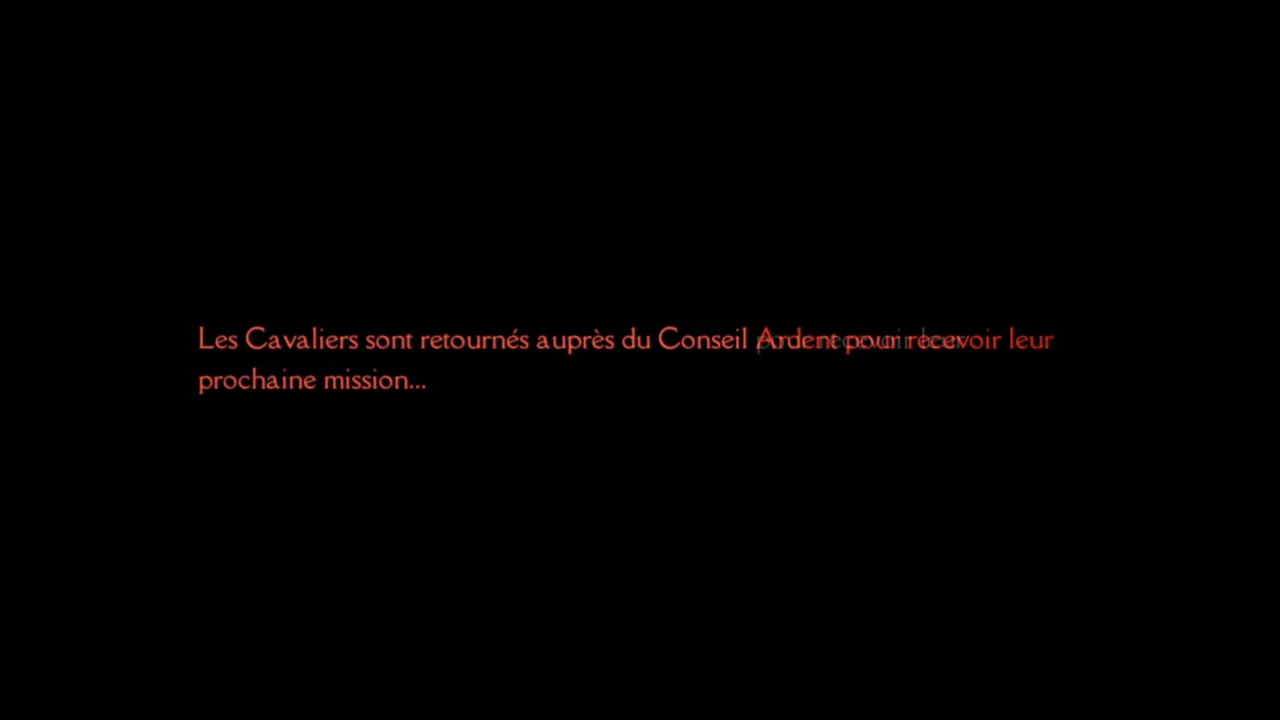 Les Cavaliers sont retournés auprès du Conseil Ardent pour recevoir leur
prochaine mission...